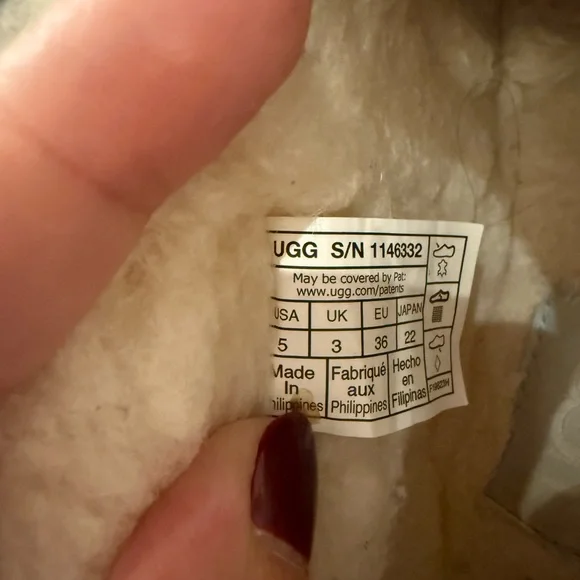 UGG S/N 1146332
May be covered by Pat:
www.ugg.com/patents
USA UK EU JAPAN
5 3 36 22
Made In Philippines
Fabriqué aux Philippines
Hecho en Filipinas